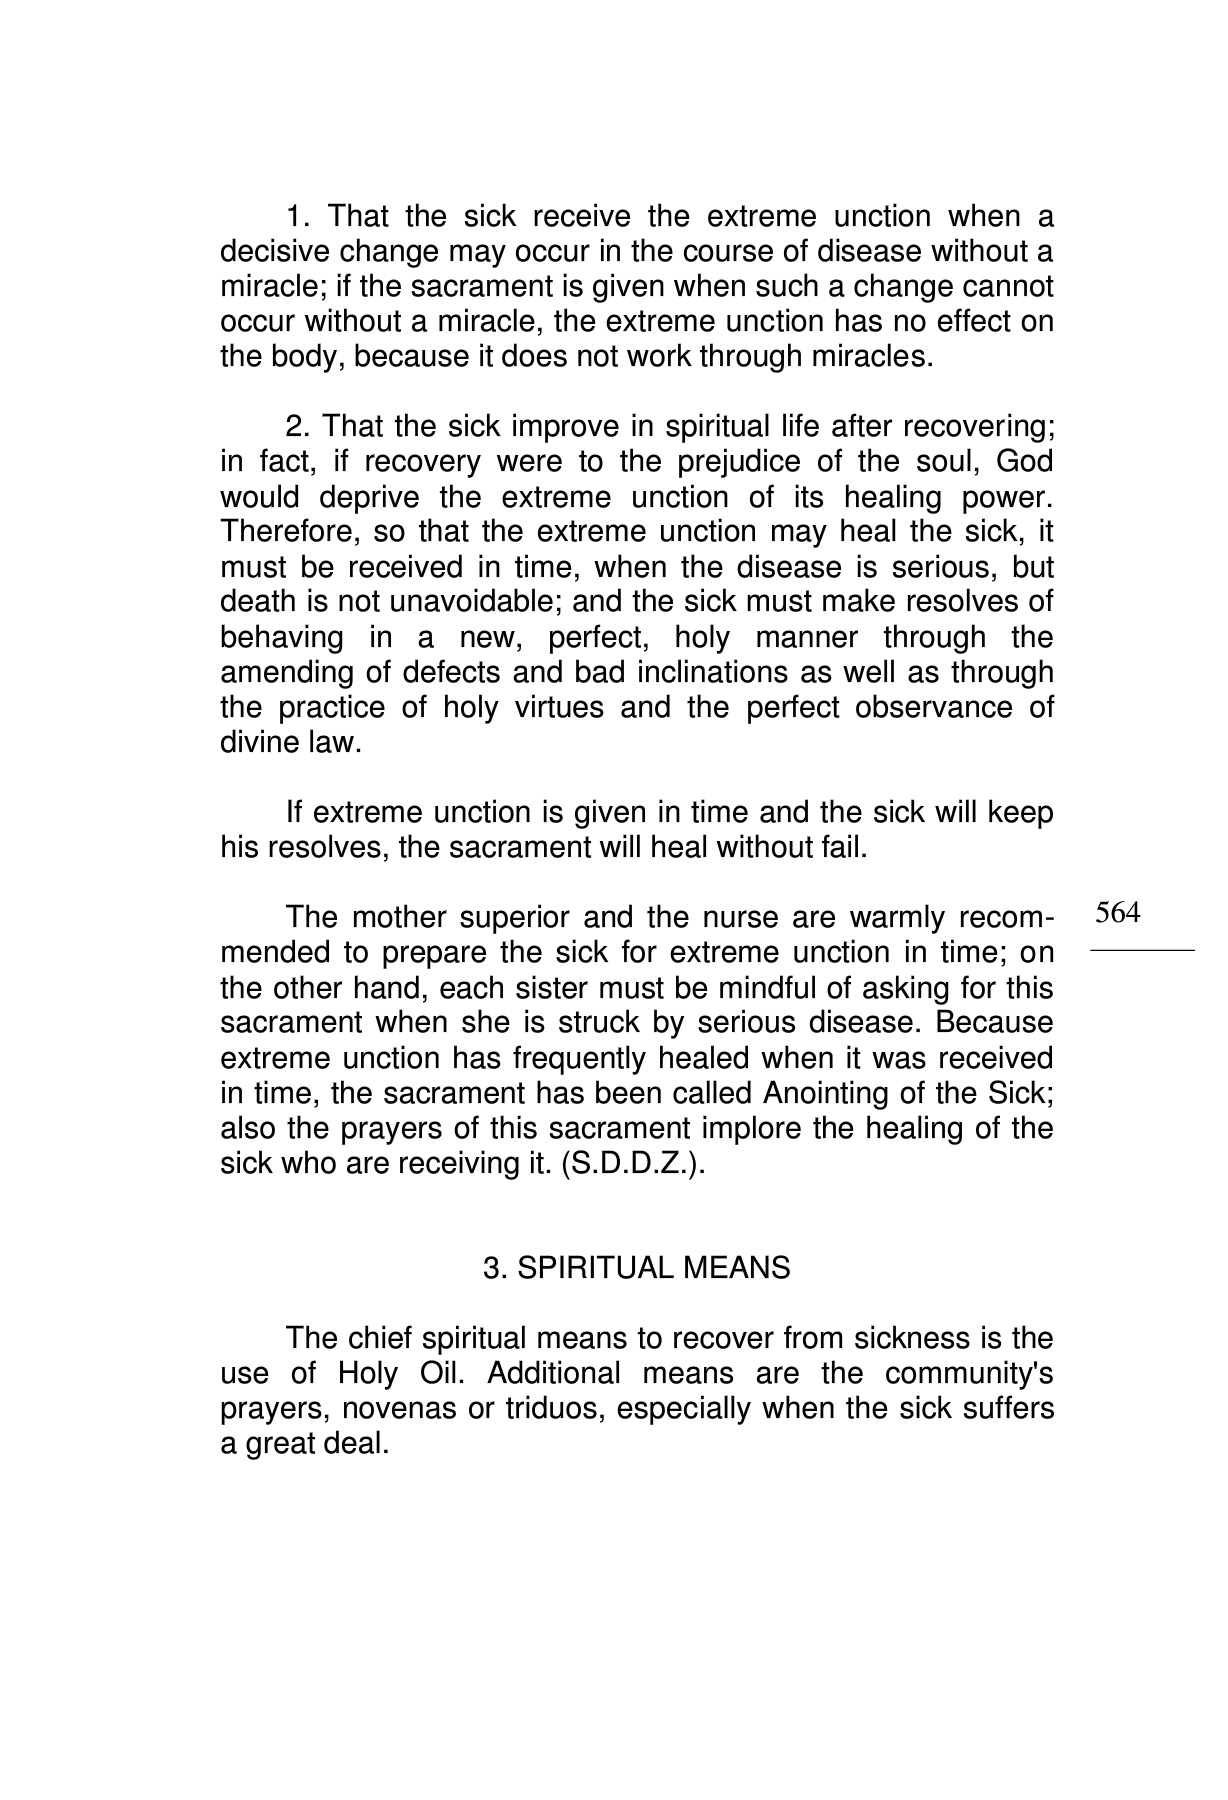 1. That the sick receive the extreme unction when a
decisive change may occur in the course of disease without a
miracle; if the sacrament is given when such a change cannot
occur without a miracle, the extreme unction has no effect on
the body, because it does not work through miracles.
2. That the sick improve in spiritual life after recovering;
in fact, if recovery were to the prejudice of the soul, God
would deprive the extreme unction of its healing power.
Therefore, so that the extreme unction may heal the sick, it
must be received in time, when the disease is serious, but
death is not unavoidable; and the sick must make resolves of
behaving in a new, perfect, holy manner through the
amending of defects and bad inclinations as well as through
the practice of holy virtues and the perfect observance of
divine law.
If extreme unction is given in time and the sick will keep
his resolves, the sacrament will heal without fail.
The mother superior and the nurse are warmly recom-
mended to prepare the sick for extreme unction in time; on
the other hand, each sister must be mindful of asking for this
sacrament when she is struck by serious disease. Because
extreme unction has frequently healed when it was received
in time, the sacrament has been called Anointing of the Sick;
also the prayers of this sacrament implore the healing of the
sick who are receiving it. (S.D.D.Z.).
564
3. SPIRITUAL MEANS
The chief spiritual means to recover from sickness is the
use of Holy Oil. Additional means are the community's
prayers, novenas or triduos, especially when the sick suffers
a great deal.